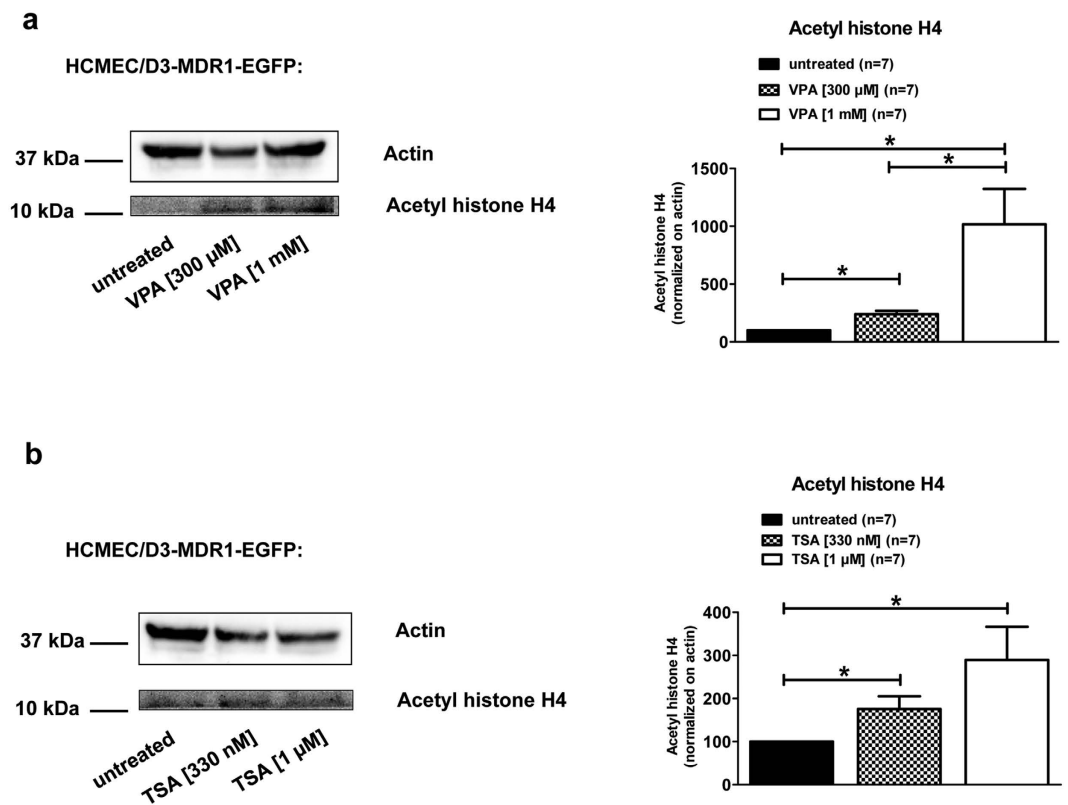 a
HCMEC/D3-MDR1-EGFP:
37 kDa
Actin
10 kDa
Acetyl histone H4
untreated
VPA [300 µM]
VPA [1 mM]
Acetyl histone H4
untreated (n=7)
VPA [300 µM] (n=7)
VPA [1 mM] (n=7)
Acetyl histone H4
(normalized on actin)
1500
1000
500
0
*
*
*
b
HCMEC/D3-MDR1-EGFP:
37 kDa
Actin
10 kDa
Acetyl histone H4
untreated
TSA [330 nM]
TSA [1 µM]
Acetyl histone H4
untreated (n=7)
TSA [330 nM] (n=7)
TSA [1 µM] (n=7)
Acetyl histone H4
(normalized on actin)
400
300
200
100
0
*
*